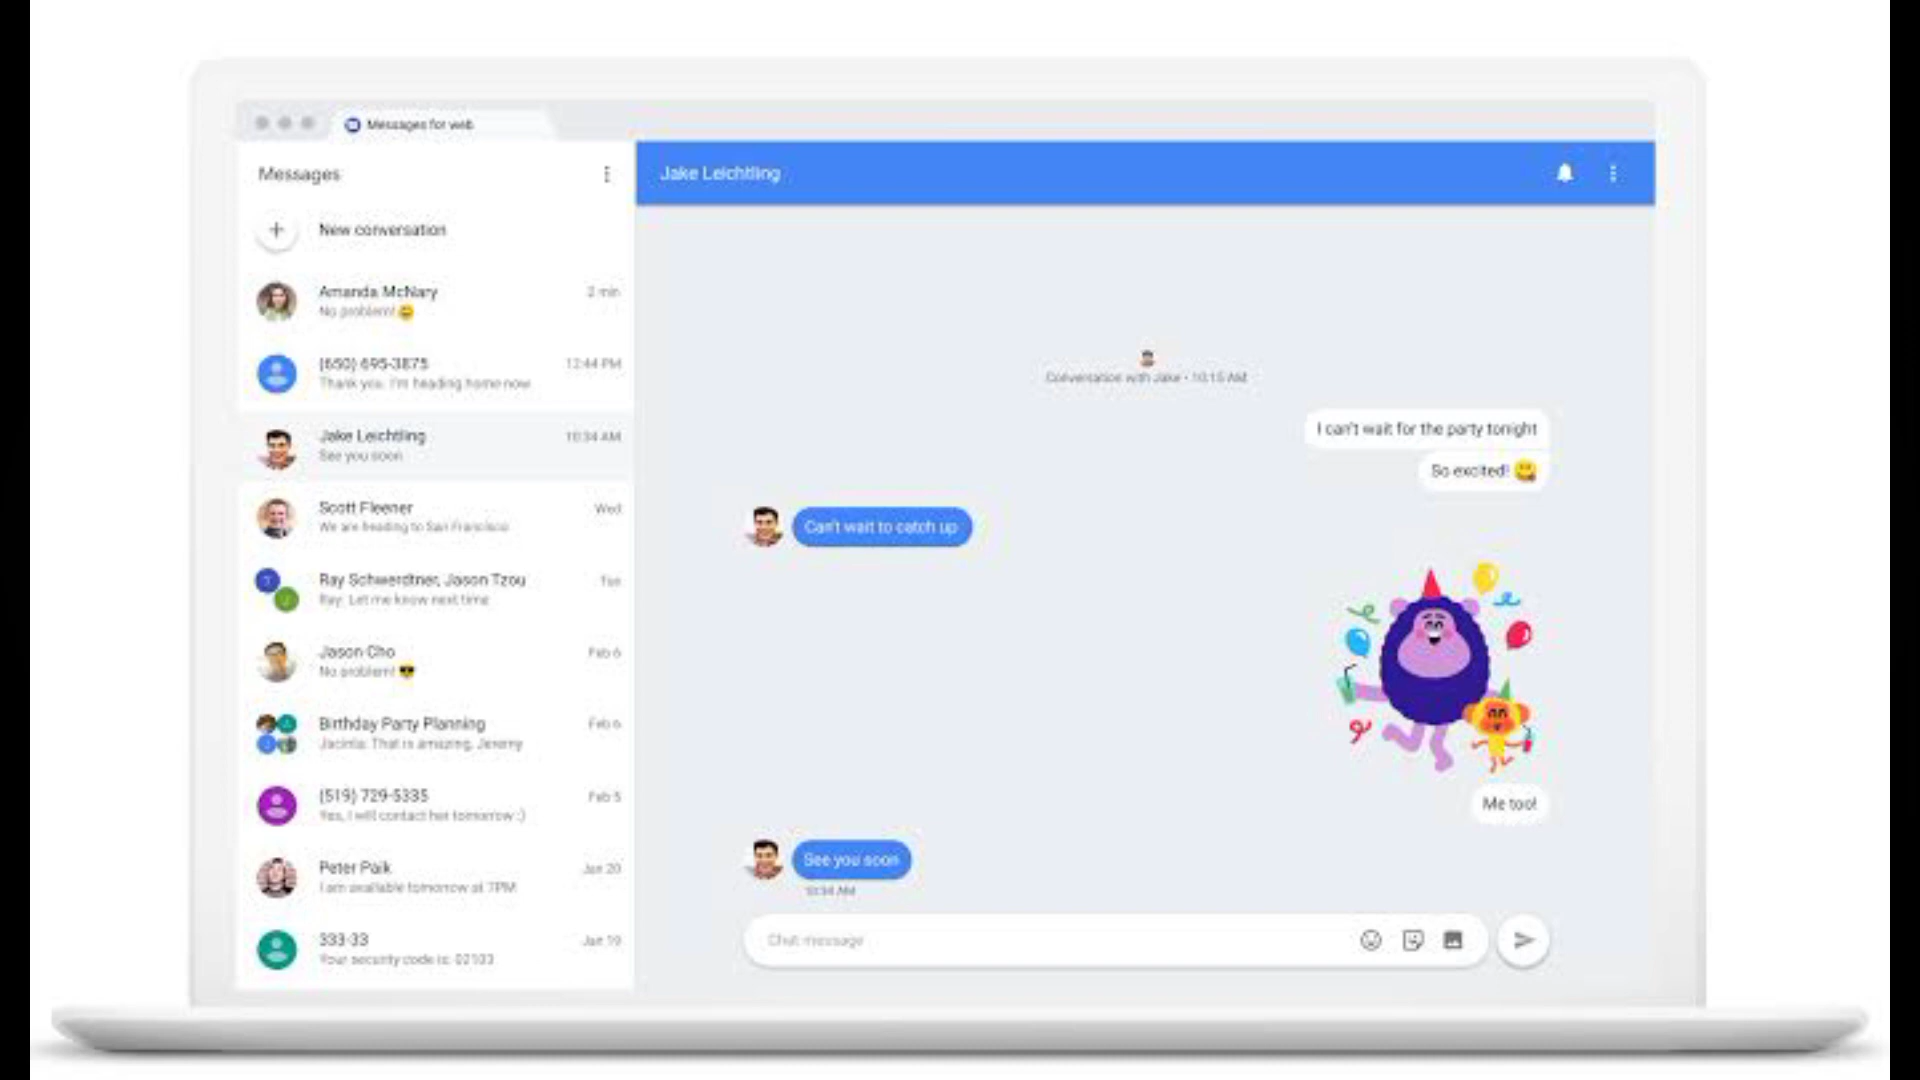 Messages for web
Messages
New conversation
Amanda McNary
2 min
No problem! 😄
(650) 695-3875
12:44 PM
Thank you. I'm heading home now
Jake Leichtling
10:34 AM
See you soon
Scott Fleener
Wed
We are heading to San Francisco
Ray Schwerdtner, Jason Tzou
Tue
Ray: Let me know next time
Jason Cho
Feb 6
No problem! 😎
Birthday Party Planning
Feb 6
Jacinta: That is amazing, Jeremy
(519) 729-5335
Feb 5
Yes, I will contact her tomorrow :)
Peter Paik
Jan 20
I am available tomorrow at 7PM
333-33
Jan 19
Your security code is: 02103
Jake Leichtling
Conversation with Jake • 10:15 AM
I can't wait for the party tonight
So excited! 😋
Can't wait to catch up
Me too!
See you soon
10:34 AM
Chat message